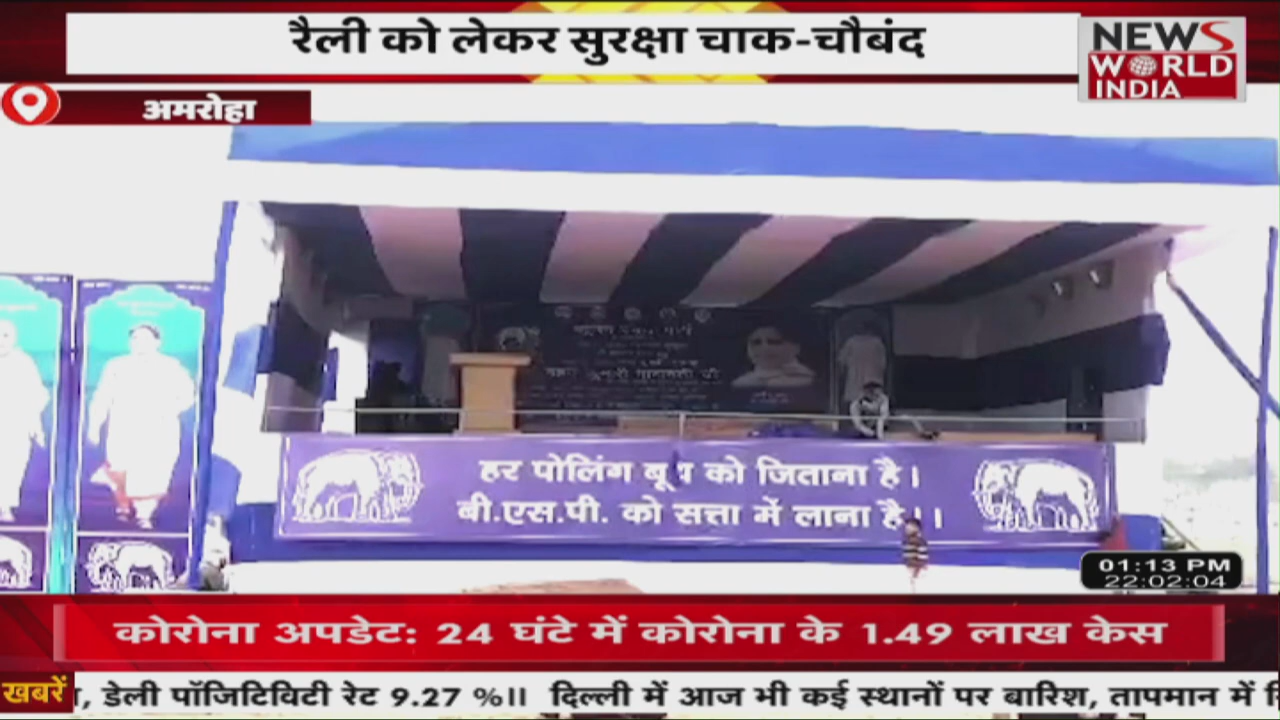 रैली को लेकर सुरक्षा चाक-चौबंद
NEWS
WORLD
INDIA
अमरोहा
हर पोलिंग बूथ को जिताना है।
बी.एस.पी. को सत्ता में लाना है।।
01:13 PM
22:02:04
कोरोना अपडेट: 24 घंटे में कोरोना के 1.49 लाख केस
खबरें , डेली पॉजिटिविटी रेट 9.27 %॥ दिल्ली में आज भी कई स्थानों पर बारिश, तापमान में